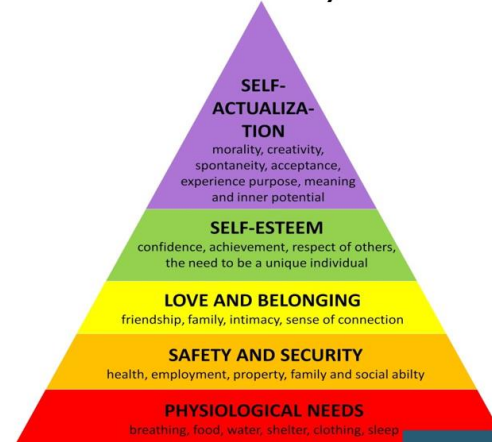 SELF-
ACTUALIZA-
TION
morality, creativity,
spontaneity, acceptance,
experience purpose, meaning
and inner potential
SELF-ESTEEM
confidence, achievement, respect of others,
the need to be a unique individual
LOVE AND BELONGING
friendship, family, intimacy, sense of connection
SAFETY AND SECURITY
health, employment, property, family and social abilty
PHYSIOLOGICAL NEEDS
breathing, food, water, shelter, clothing, sleep